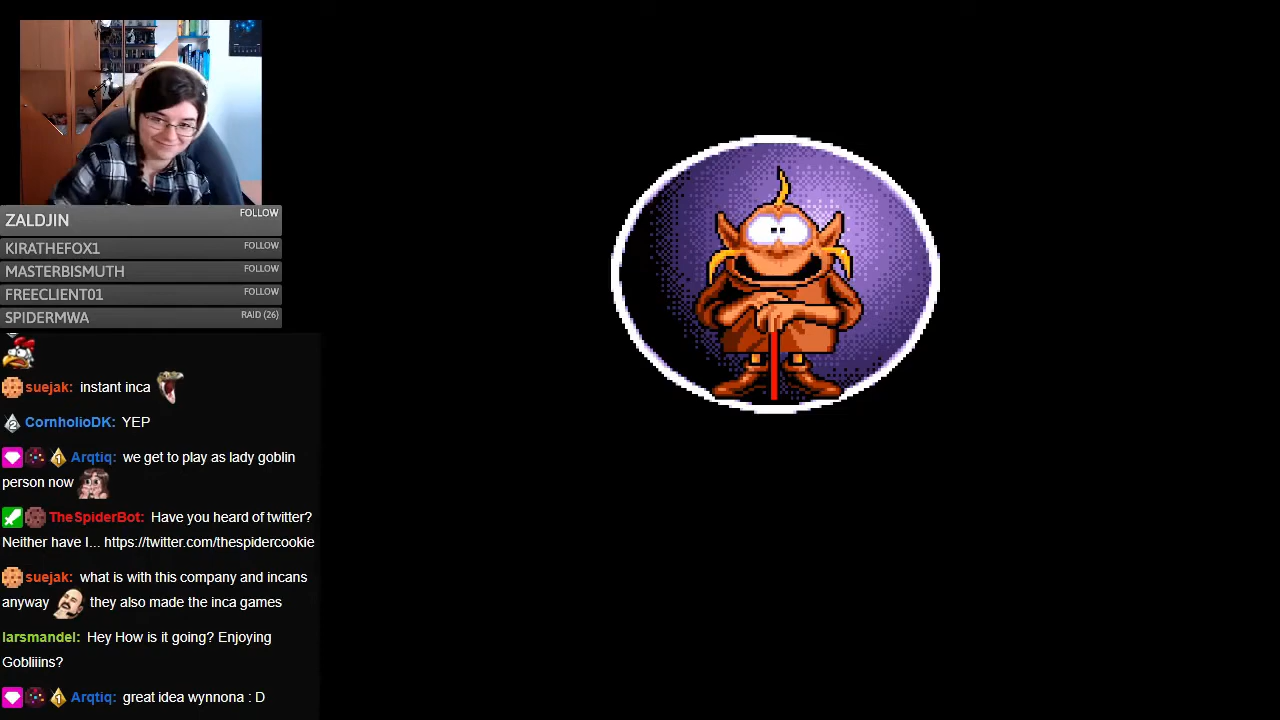 ZALDJIN FOLLOW
KIRATHEFOX1 FOLLOW
MASTERBISMUTH FOLLOW
FREECLIENT01 FOLLOW
SPIDERMWA RAID (26)
suejak: instant inca
2 CornholioDK: YEP
1 Arqtiq: we get to play as lady goblin
person now
TheSpiderBot: Have you heard of twitter?
Neither have I... https://twitter.com/thespidercookie
suejak: what is with this company and incans
anyway they also made the inca games
larsmandel: Hey How is it going? Enjoying
Gobliiins?
1 Arqtiq: great idea wynnona : D